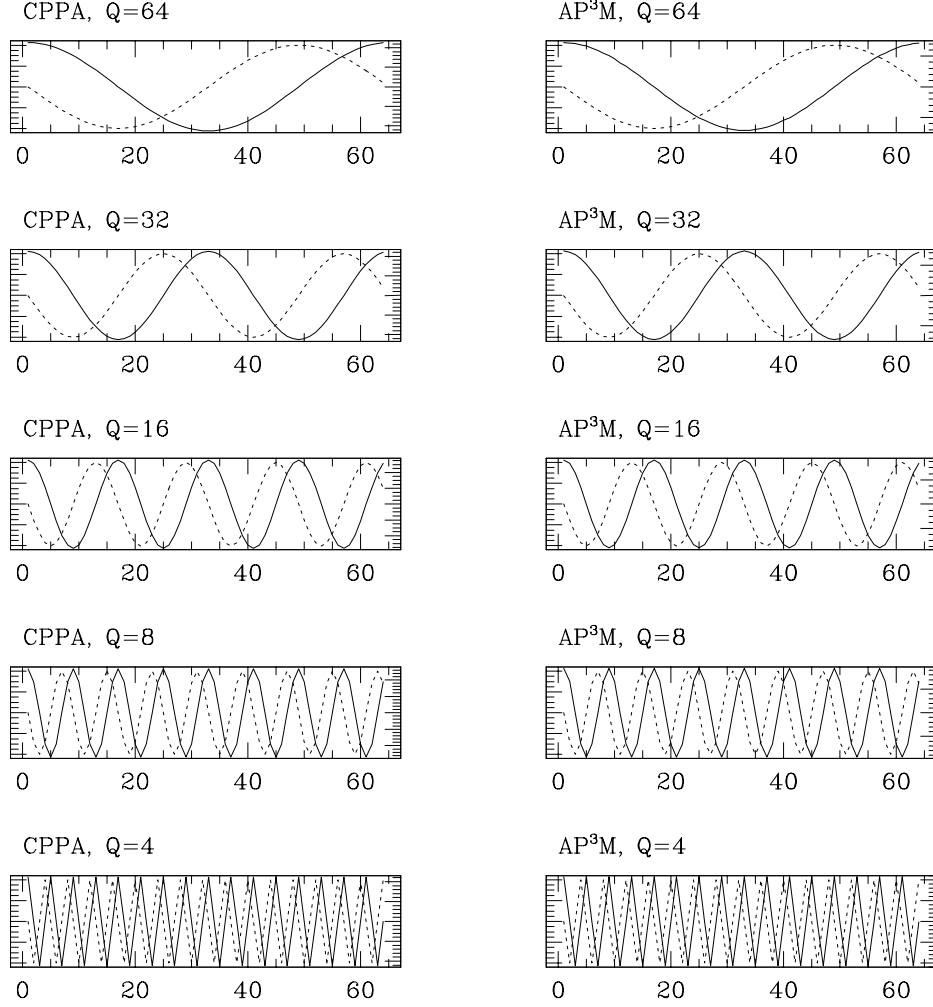 CPPA, Q=64
AP³M, Q=64
0 20 40 60
0 20 40 60
CPPA, Q=32
AP³M, Q=32
0 20 40 60
0 20 40 60
CPPA, Q=16
AP³M, Q=16
0 20 40 60
0 20 40 60
CPPA, Q=8
AP³M, Q=8
0 20 40 60
0 20 40 60
CPPA, Q=4
AP³M, Q=4
0 20 40 60
0 20 40 60